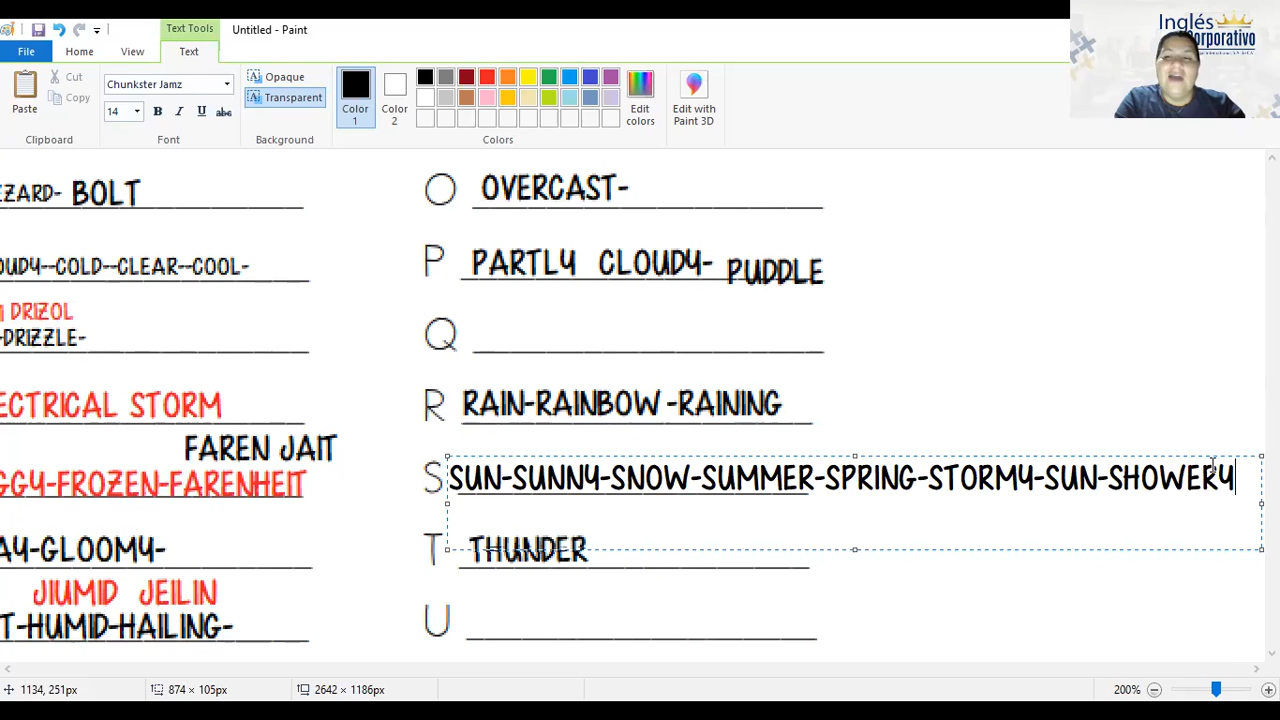 Text Tools
Untitled - Paint
Inglés
Corporativo
File Home View Text
Paste
Cut
Copy
Clipboard
Chunkster Jamz
14 B I U abc
Font
Opaque
Transparent
Background
Color 1
Color 2
Edit colors
Colors
Edit with Paint 3D
ZARD- BOLT
O OVERCAST-
OUDY--COLD--CLEAR--COOL-
P PARTLY CLOUDY- PUDDLE
DRIZOL
-DRIZZLE-
Q
ECTRICAL STORM
R RAIN-RAINBOW -RAINING
FAREN JAIT
GGY-FROZEN-FARENHEIT
S SUN-SUNNY-SNOW-SUMMER-SPRING-STORMY-SUN-SHOWERY
AY-GLOOMY-
T THUNDER
JIUMID JEILIN
T-HUMID-HAILING-
U
1134, 251px
874 × 105px
2642 × 1186px
200%